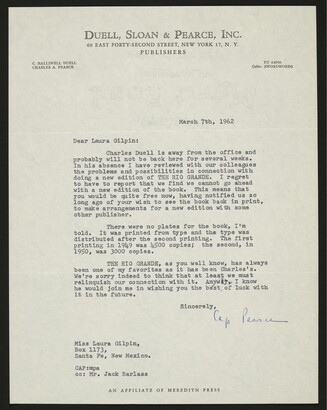 DUELL, SLOAN & PEARCE, INC.
60 EAST FORTY-SECOND STREET, NEW YORK 17, N. Y.
PUBLISHERS
C. HALLIWELL DUELL
CHARLES A. PEARCE
Cable: SWORDWORKS
March 7th, 1962
Dear Laura Gilpin:
Charles Duell is away from the office and
probably will not be back here for several weeks.
In his absence I have reviewed with our colleagues
the problems and possibilities in connection with
doing a new edition of THE RIO GRANDE. I regret
to have to report that we find we cannot go ahead
with a new edition of the book. This means that
you would be quite free now, having notified us so
long ago of your wish to see the book back in print,
to make arrangements for a new edition with some
other publisher.
There were no plates for the book, I'm
told. It was printed from type and the type was
distributed after the second printing. The first
printing in 1949 was 4500 copies; the second, in
1950, was 3000 copies.
THE RIO GRANDE, as you well know, has always
been one of my favorites as it has been Charles's.
We're sorry indeed to think that at least we must
relinquish our connection with it. Anyway, I know
he would join me in wishing you the best of luck with
it in the future.
Sincerely,
Cap Pearce
Miss Laura Gilpin,
Box 1173,
Santa Fe, New Mexico.
CAP:mpa
cc: Mr. Jack Barlass
AN AFFILIATE OF MEREDITH PRESS